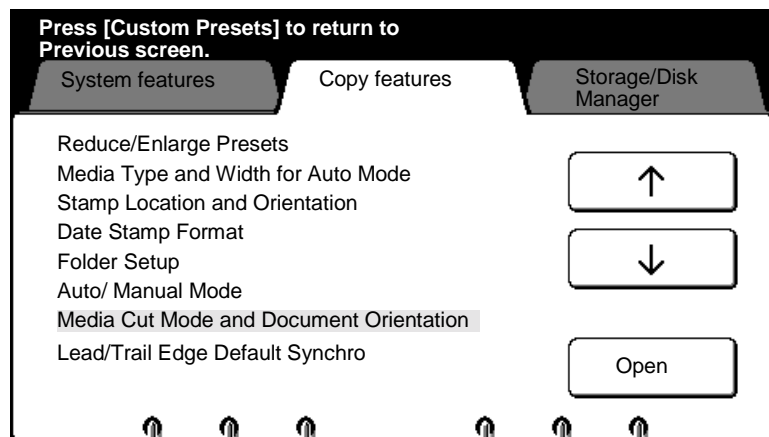 Press [Custom Presets] to return to
Previous screen.
System features
Copy features
Storage/Disk
Manager
Reduce/Enlarge Presets
Media Type and Width for Auto Mode
Stamp Location and Orientation
Date Stamp Format
Folder Setup
Auto/ Manual Mode
Media Cut Mode and Document Orientation
Lead/Trail Edge Default Synchro
Open